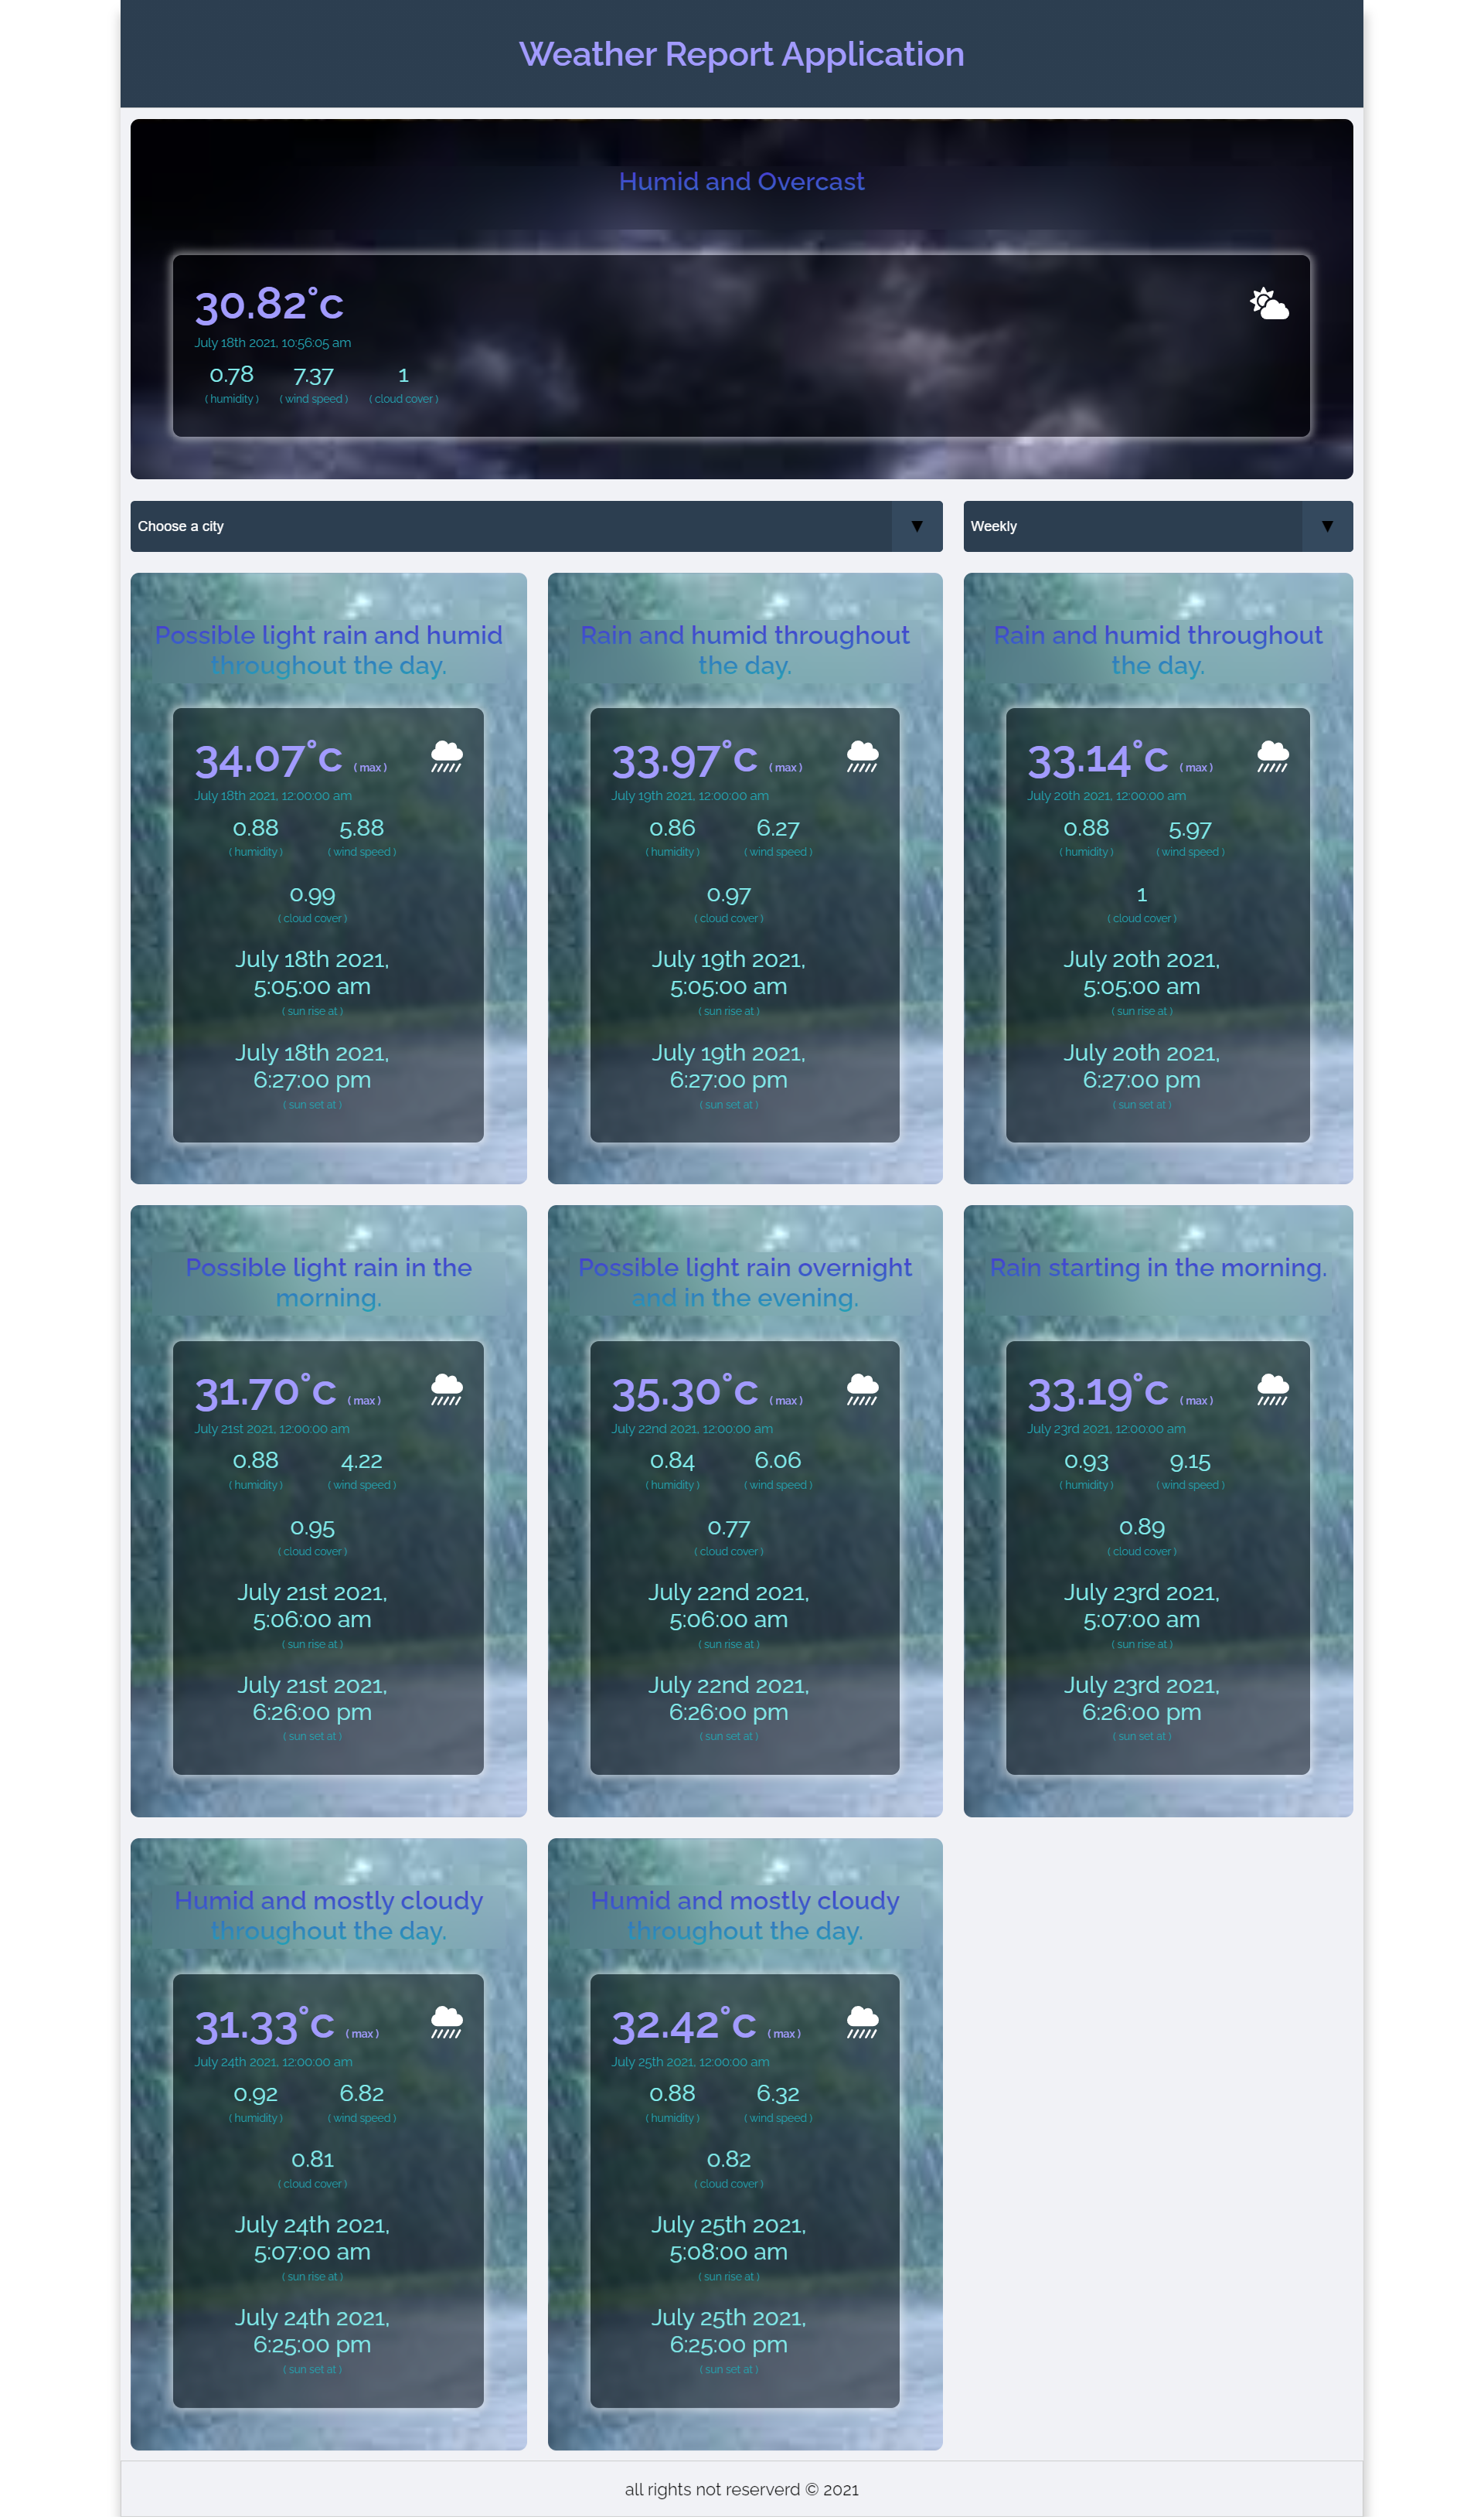 Weather Report Application
Humid and Overcast
30.82°c
July 18th 2021, 10:56:05 am
0.78 7.37 1
( humidity ) ( wind speed ) ( cloud cover )
Choose a city ▼
Weekly ▼
Possible light rain and humid
throughout the day.
34.07°c ( max )
July 18th 2021, 12:00:00 am
0.88 5.88
( humidity ) ( wind speed )
0.99
( cloud cover )
July 18th 2021,
5:05:00 am
( sun rise at )
July 18th 2021,
6:27:00 pm
( sun set at )
Rain and humid throughout
the day.
33.97°c ( max )
July 19th 2021, 12:00:00 am
0.86 6.27
( humidity ) ( wind speed )
0.97
( cloud cover )
July 19th 2021,
5:05:00 am
( sun rise at )
July 19th 2021,
6:27:00 pm
( sun set at )
Rain and humid throughout
the day.
33.14°c ( max )
July 20th 2021, 12:00:00 am
0.88 5.97
( humidity ) ( wind speed )
1
( cloud cover )
July 20th 2021,
5:05:00 am
( sun rise at )
July 20th 2021,
6:27:00 pm
( sun set at )
Possible light rain in the
morning.
31.70°c ( max )
July 21st 2021, 12:00:00 am
0.88 4.22
( humidity ) ( wind speed )
0.95
( cloud cover )
July 21st 2021,
5:06:00 am
( sun rise at )
July 21st 2021,
6:26:00 pm
( sun set at )
Possible light rain overnight
and in the evening.
35.30°c ( max )
July 22nd 2021, 12:00:00 am
0.84 6.06
( humidity ) ( wind speed )
0.77
( cloud cover )
July 22nd 2021,
5:06:00 am
( sun rise at )
July 22nd 2021,
6:26:00 pm
( sun set at )
Rain starting in the morning.
33.19°c ( max )
July 23rd 2021, 12:00:00 am
0.93 9.15
( humidity ) ( wind speed )
0.89
( cloud cover )
July 23rd 2021,
5:07:00 am
( sun rise at )
July 23rd 2021,
6:26:00 pm
( sun set at )
Humid and mostly cloudy
throughout the day.
31.33°c ( max )
July 24th 2021, 12:00:00 am
0.92 6.82
( humidity ) ( wind speed )
0.81
( cloud cover )
July 24th 2021,
5:07:00 am
( sun rise at )
July 24th 2021,
6:25:00 pm
( sun set at )
Humid and mostly cloudy
throughout the day.
32.42°c ( max )
July 25th 2021, 12:00:00 am
0.88 6.32
( humidity ) ( wind speed )
0.82
( cloud cover )
July 25th 2021,
5:08:00 am
( sun rise at )
July 25th 2021,
6:25:00 pm
( sun set at )
all rights not reserverd © 2021